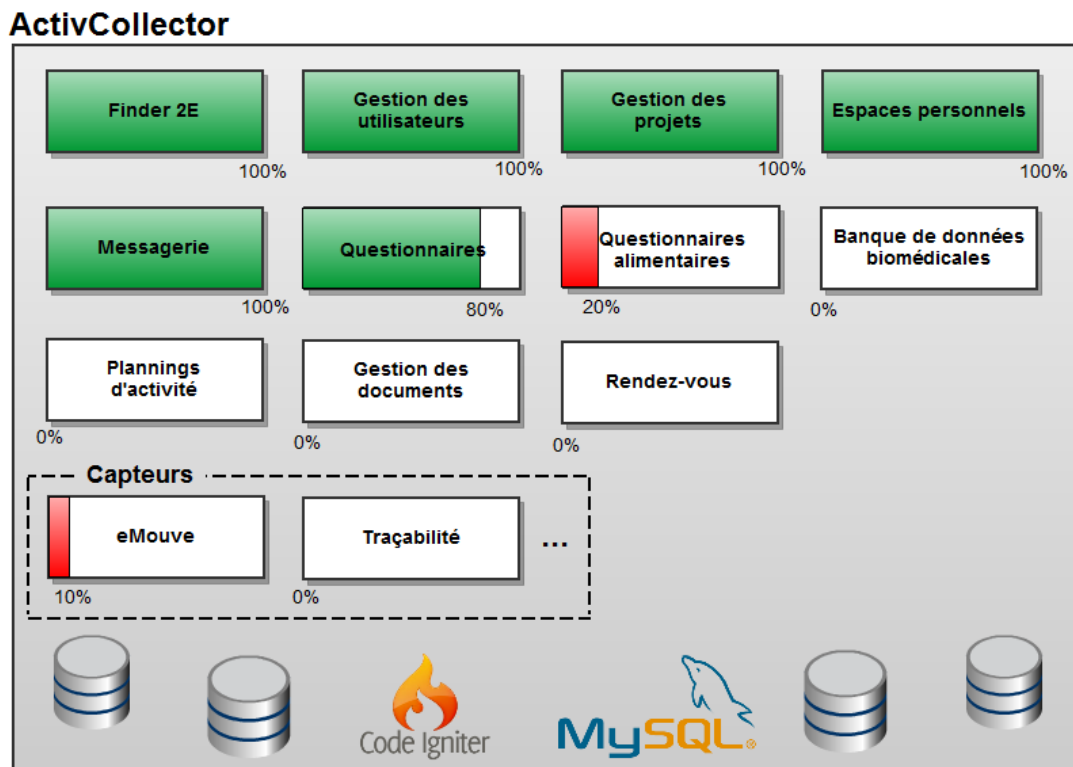 ActivCollector
Finder 2E
100%
Gestion des
utilisateurs
100%
Gestion des
projets
100%
Espaces personnels
100%
Messagerie
100%
Questionnaires
80%
Questionnaires
alimentaires
20%
Banque de données
biomédicales
0%
Plannings
d'activité
0%
Gestion des
documents
0%
Rendez-vous
0%
Capteurs
eMouve
10%
Traçabilité
0%
...
Code Igniter
MySQL®